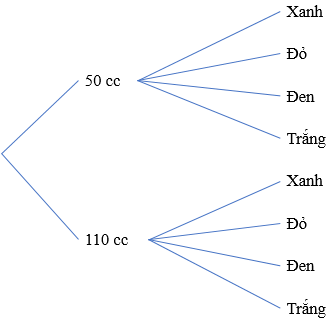 Xanh
Đỏ
50 cc
Đen
Trắng
Xanh
Đỏ
110 cc
Đen
Trắng